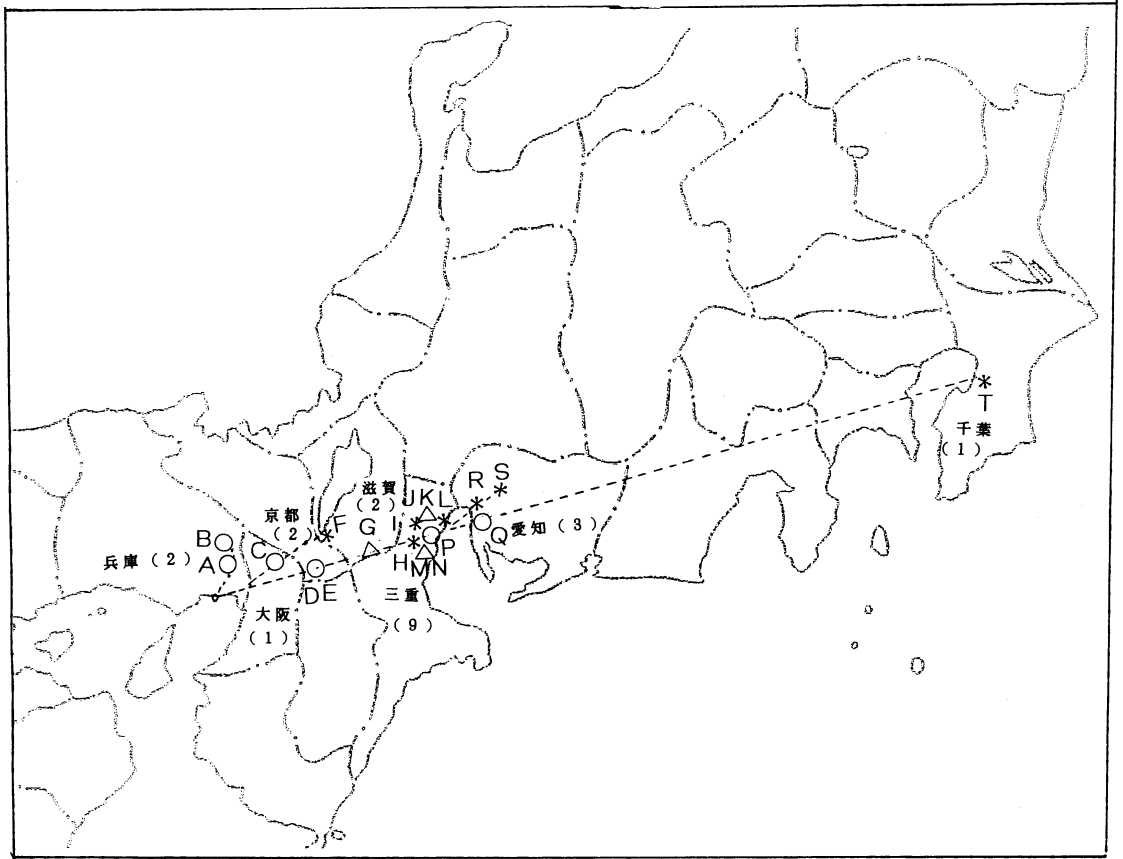 兵庫（2）
B
A
京都
（2）
C
大阪
（1）
D E
F
滋賀
（2）
G
I
J K L
H M N
P
三重
（9）
R S
Q
愛知（3）
T
千葉
（1）